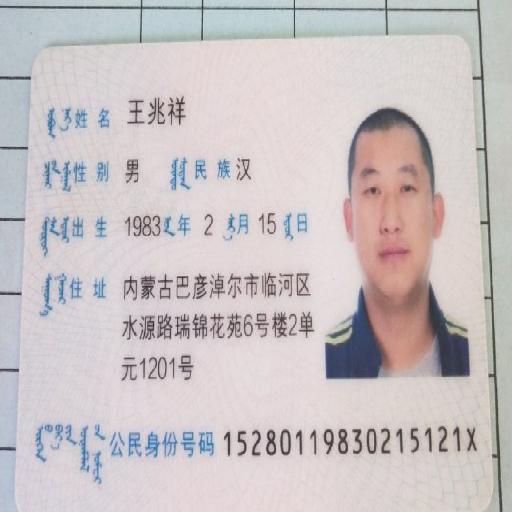 姓名 王兆祥
性别 男 民族 汉
出生 1983 年 2 月 15 日
住址 内蒙古巴彦淖尔市临河区
水源路瑞锦花苑6号楼2单
元1201号
公民身份号码 15280119830215121X